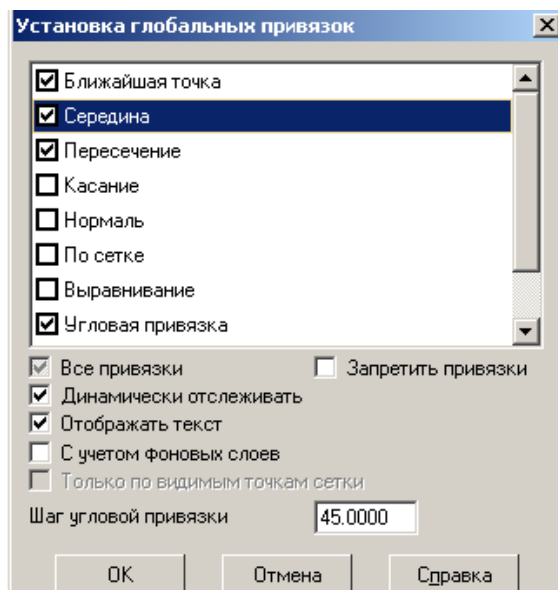 Установка глобальных привязок
Ближайшая точка
Середина
Пересечение
Касание
Нормаль
По сетке
Выравнивание
Угловая привязка
Все привязки Запретить привязки
Динамически отслеживать
Отображать текст
С учетом фоновых слоев
Только по видимым точкам сетки
Шаг угловой привязки 45.0000
OK Отмена Справка